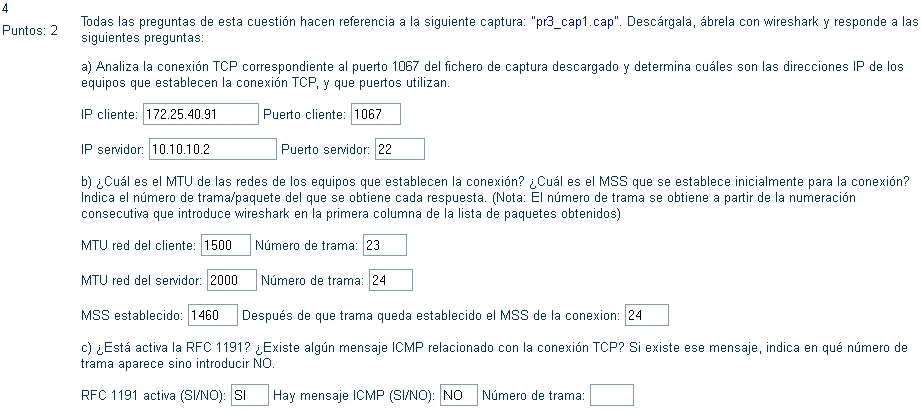 4
Puntos: 2
Todas las preguntas de esta cuestión hacen referencia a la siguiente captura: "pr3_cap1.cap". Descárgala, ábrela con wireshark y responde a las
siguientes preguntas:
a) Analiza la conexión TCP correspondiente al puerto 1067 del fichero de captura descargado y determina cuáles son las direcciones IP de los
equipos que establecen la conexión TCP, y que puertos utilizan.
IP cliente: 172.25.40.91 Puerto cliente: 1067
IP servidor: 10.10.10.2 Puerto servidor: 22
b) ¿Cuál es el MTU de las redes de los equipos que establecen la conexión? ¿Cuál es el MSS que se establece inicialmente para la conexión?
Indica el número de trama/paquete del que se obtiene cada respuesta. (Nota: El número de trama se obtiene a partir de la numeración
consecutiva que introduce wireshark en la primera columna de la lista de paquetes obtenidos)
MTU red del cliente: 1500 Número de trama: 23
MTU red del servidor: 2000 Número de trama: 24
MSS establecido: 1460 Después de que trama queda establecido el MSS de la conexion: 24
c) ¿Está activa la RFC 1191? ¿Existe algún mensaje ICMP relacionado con la conexión TCP? Si existe ese mensaje, indica en qué número de
trama aparece sino introducir NO.
RFC 1191 activa (SI/NO): SI Hay mensaje ICMP (SI/NO): NO Número de trama: